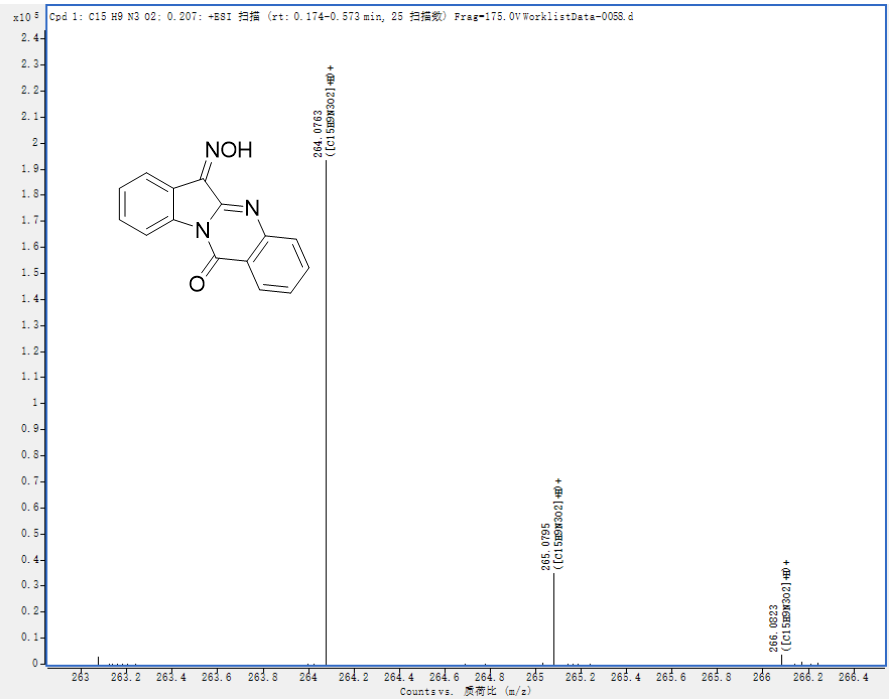 x10 5
Cpd 1: C15 H9 N3 O2: 0.207: +ESI 扫描 (rt: 0.174-0.573 min, 25 扫描数) Frag=175.0V WorklistData-0058.d
2.4
2.3
2.2
2.1
2
1.9
1.8
1.7
1.6
1.5
1.4
1.3
1.2
1.1
1
0.9
0.8
0.7
0.6
0.5
0.4
0.3
0.2
0.1
0
264.0763
([C15H9N3O2]+H)+
NOH
N
N
O
265.0795
([C15H9N3O2]+H)+
266.0823
([C15H9N3O2]+H)+
263 263.2 263.4 263.6 263.8 264 264.2 264.4 264.6 264.8 265 265.2 265.4 265.6 265.8 266 266.2 266.4
Counts vs. 质荷比 (m/z)